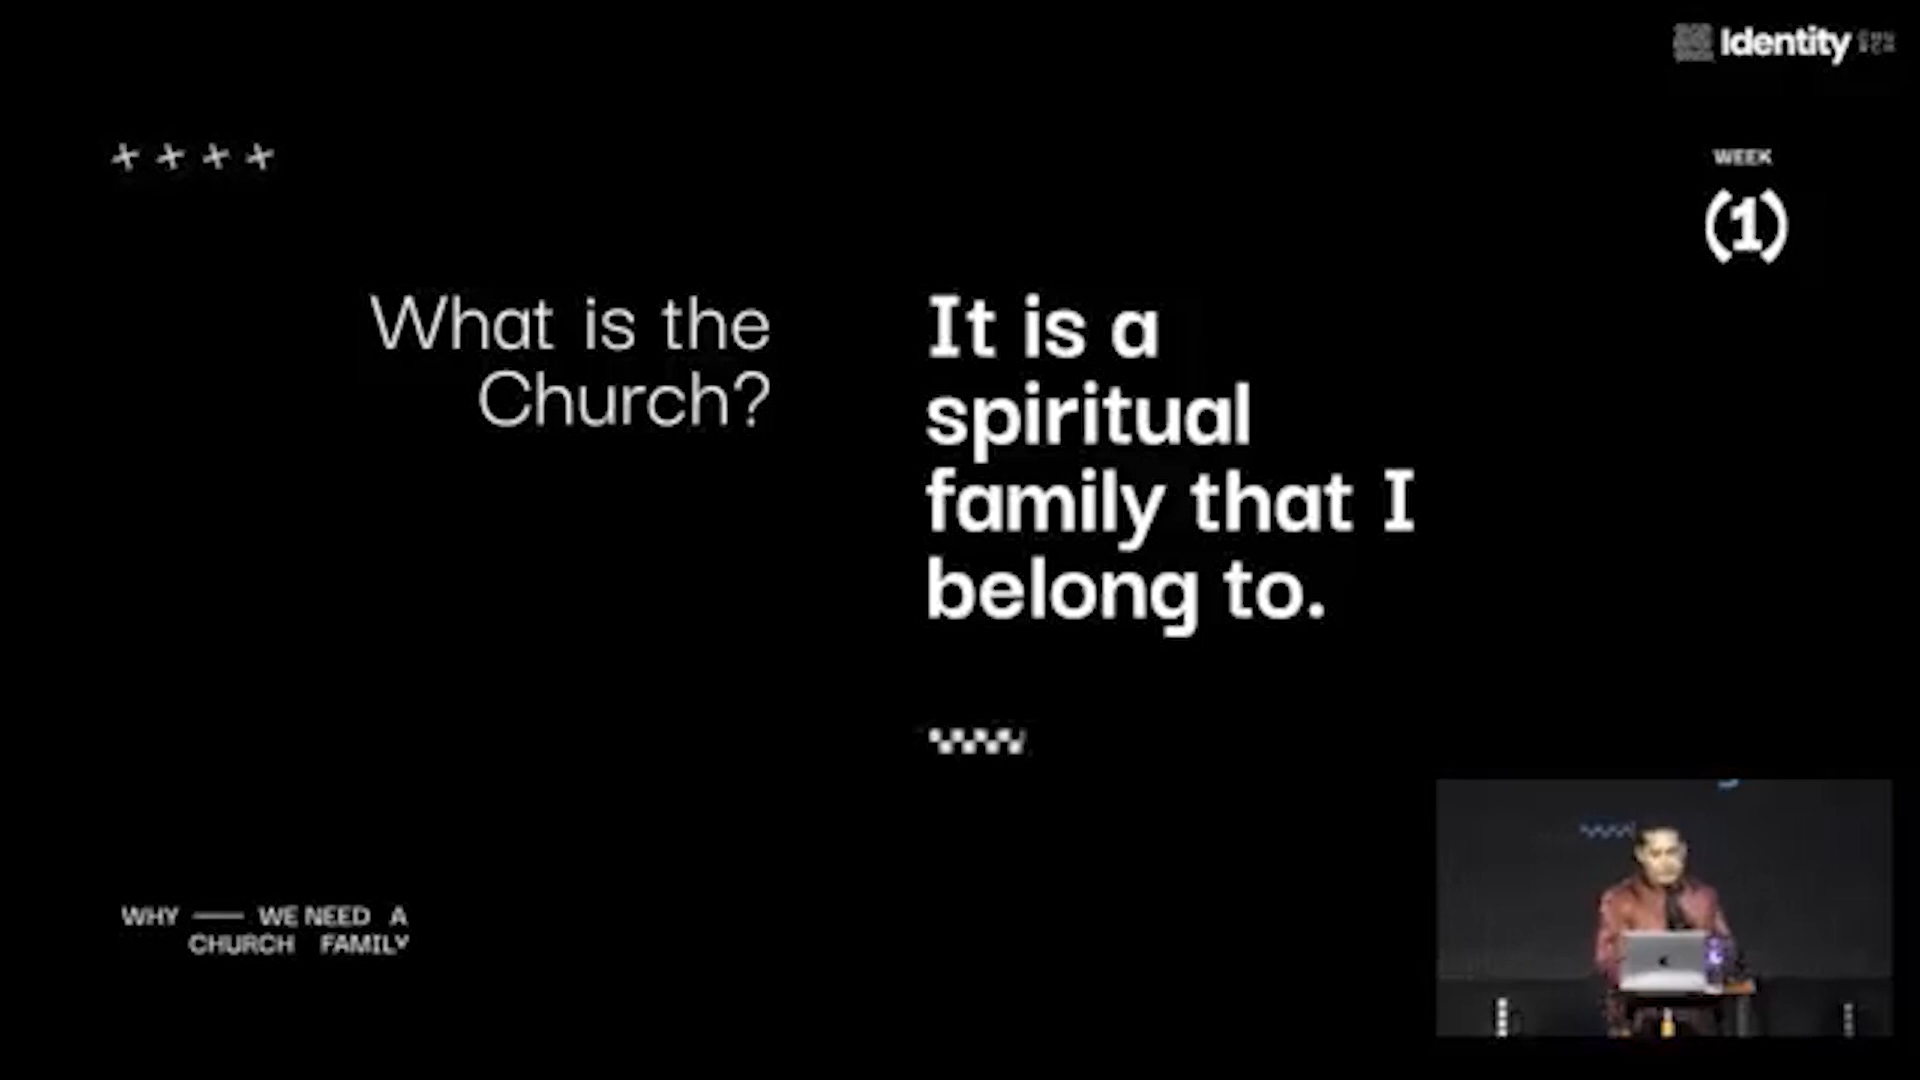 Identity
WEEK
(1)
What is the
Church?
It is a
spiritual
family that I
belong to.
WHY — WE NEED A
CHURCH FAMILY